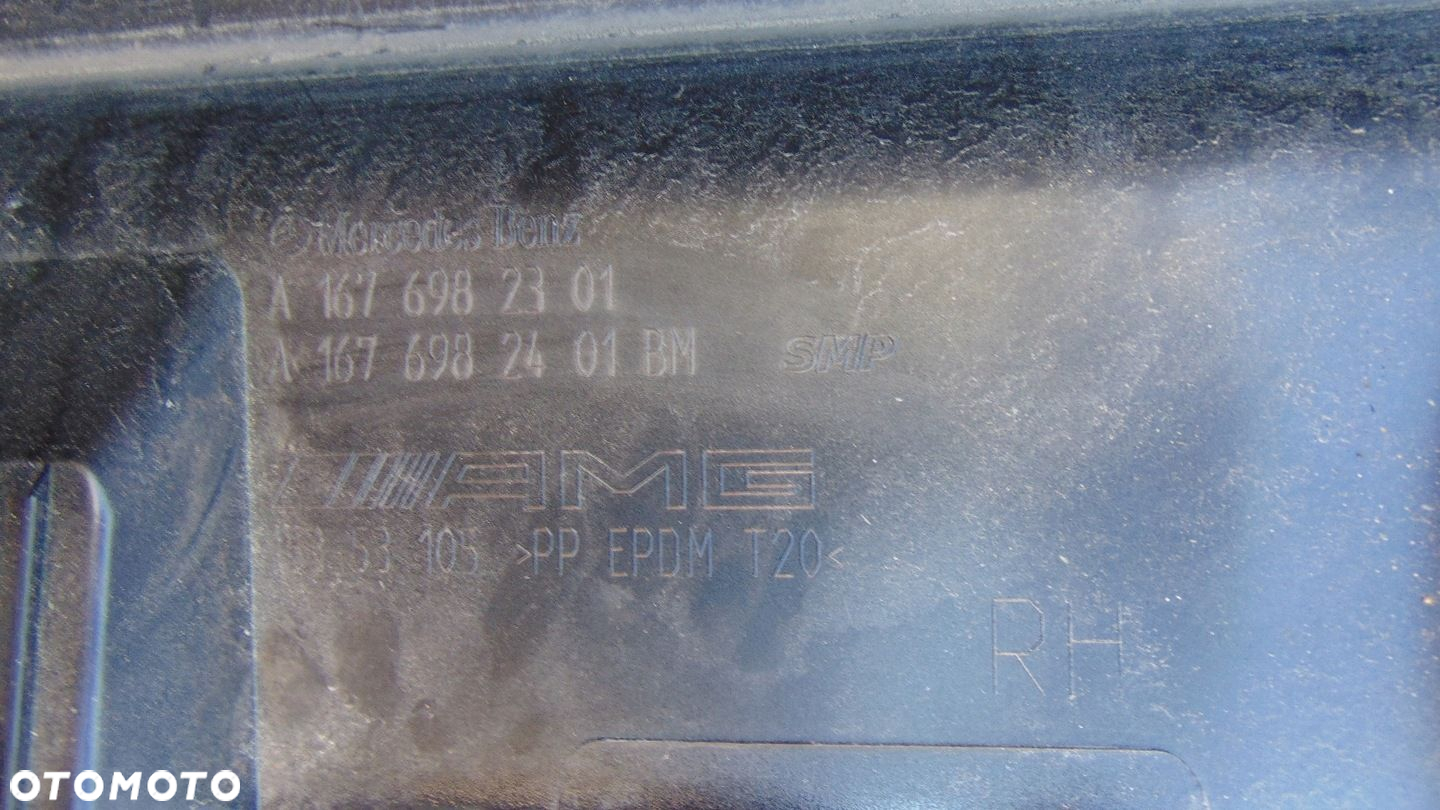 Mercedes Benz
A 167 698 23 01
A 167 698 24 01 BM
SMP
AMG
53 105 >PP EPDM T20<
RH
OTOMOTO